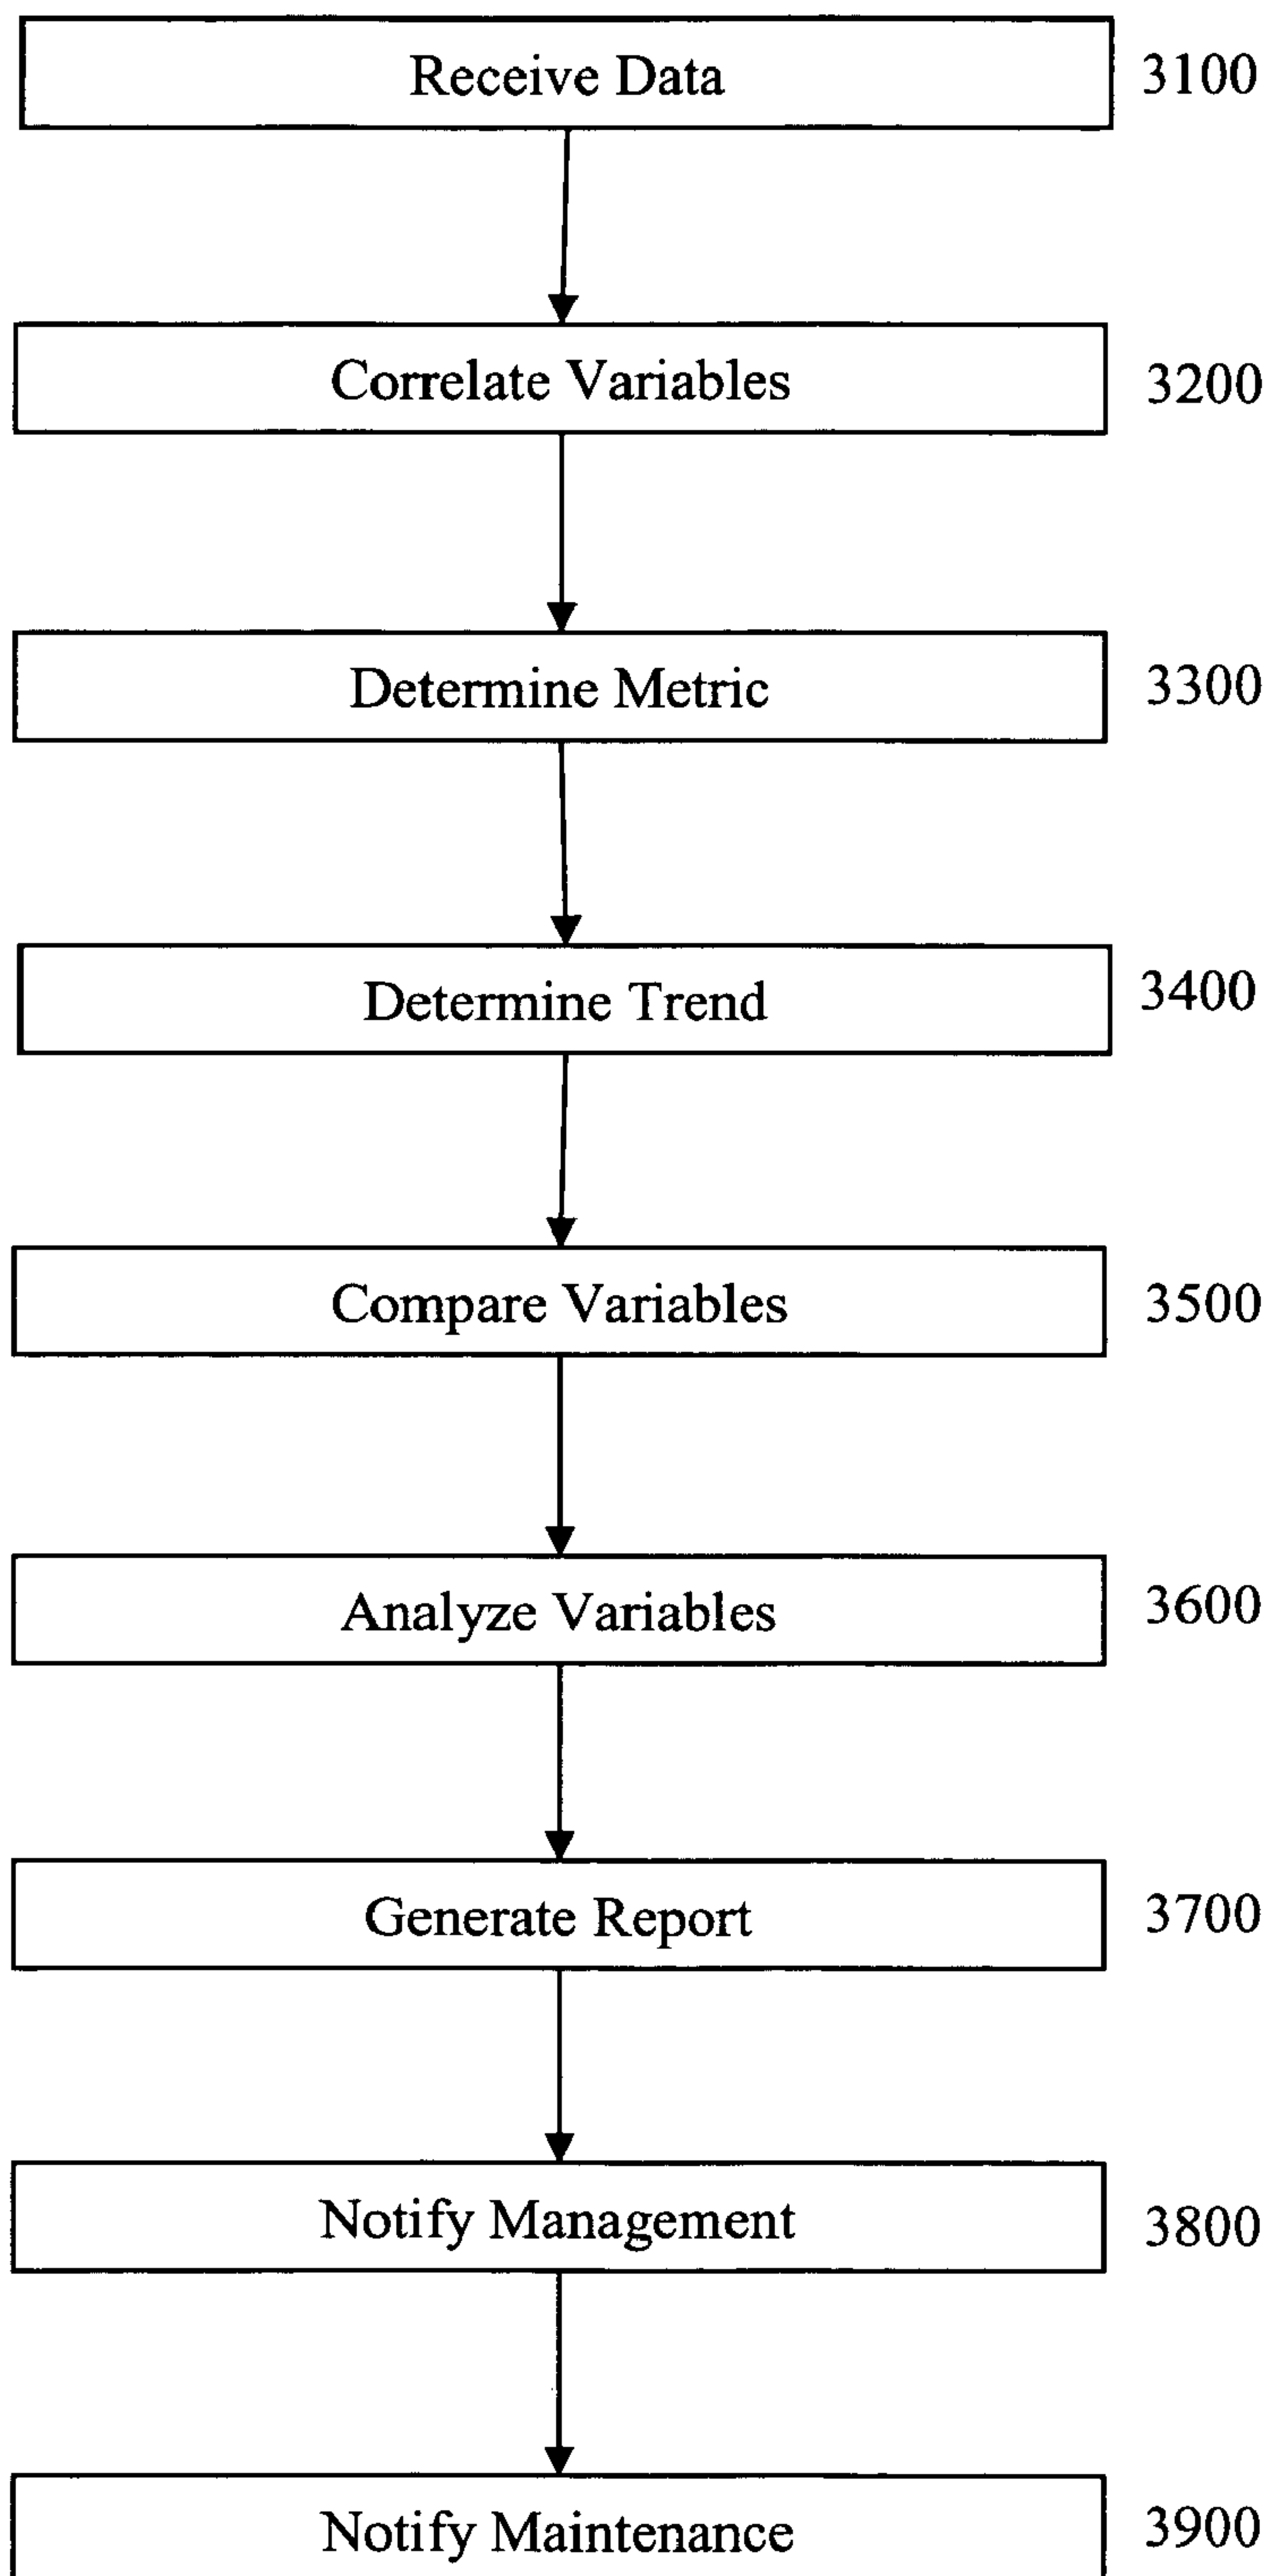 Receive Data 3100
Correlate Variables 3200
Determine Metric 3300
Determine Trend 3400
Compare Variables 3500
Analyze Variables 3600
Generate Report 3700
Notify Management 3800
Notify Maintenance 3900